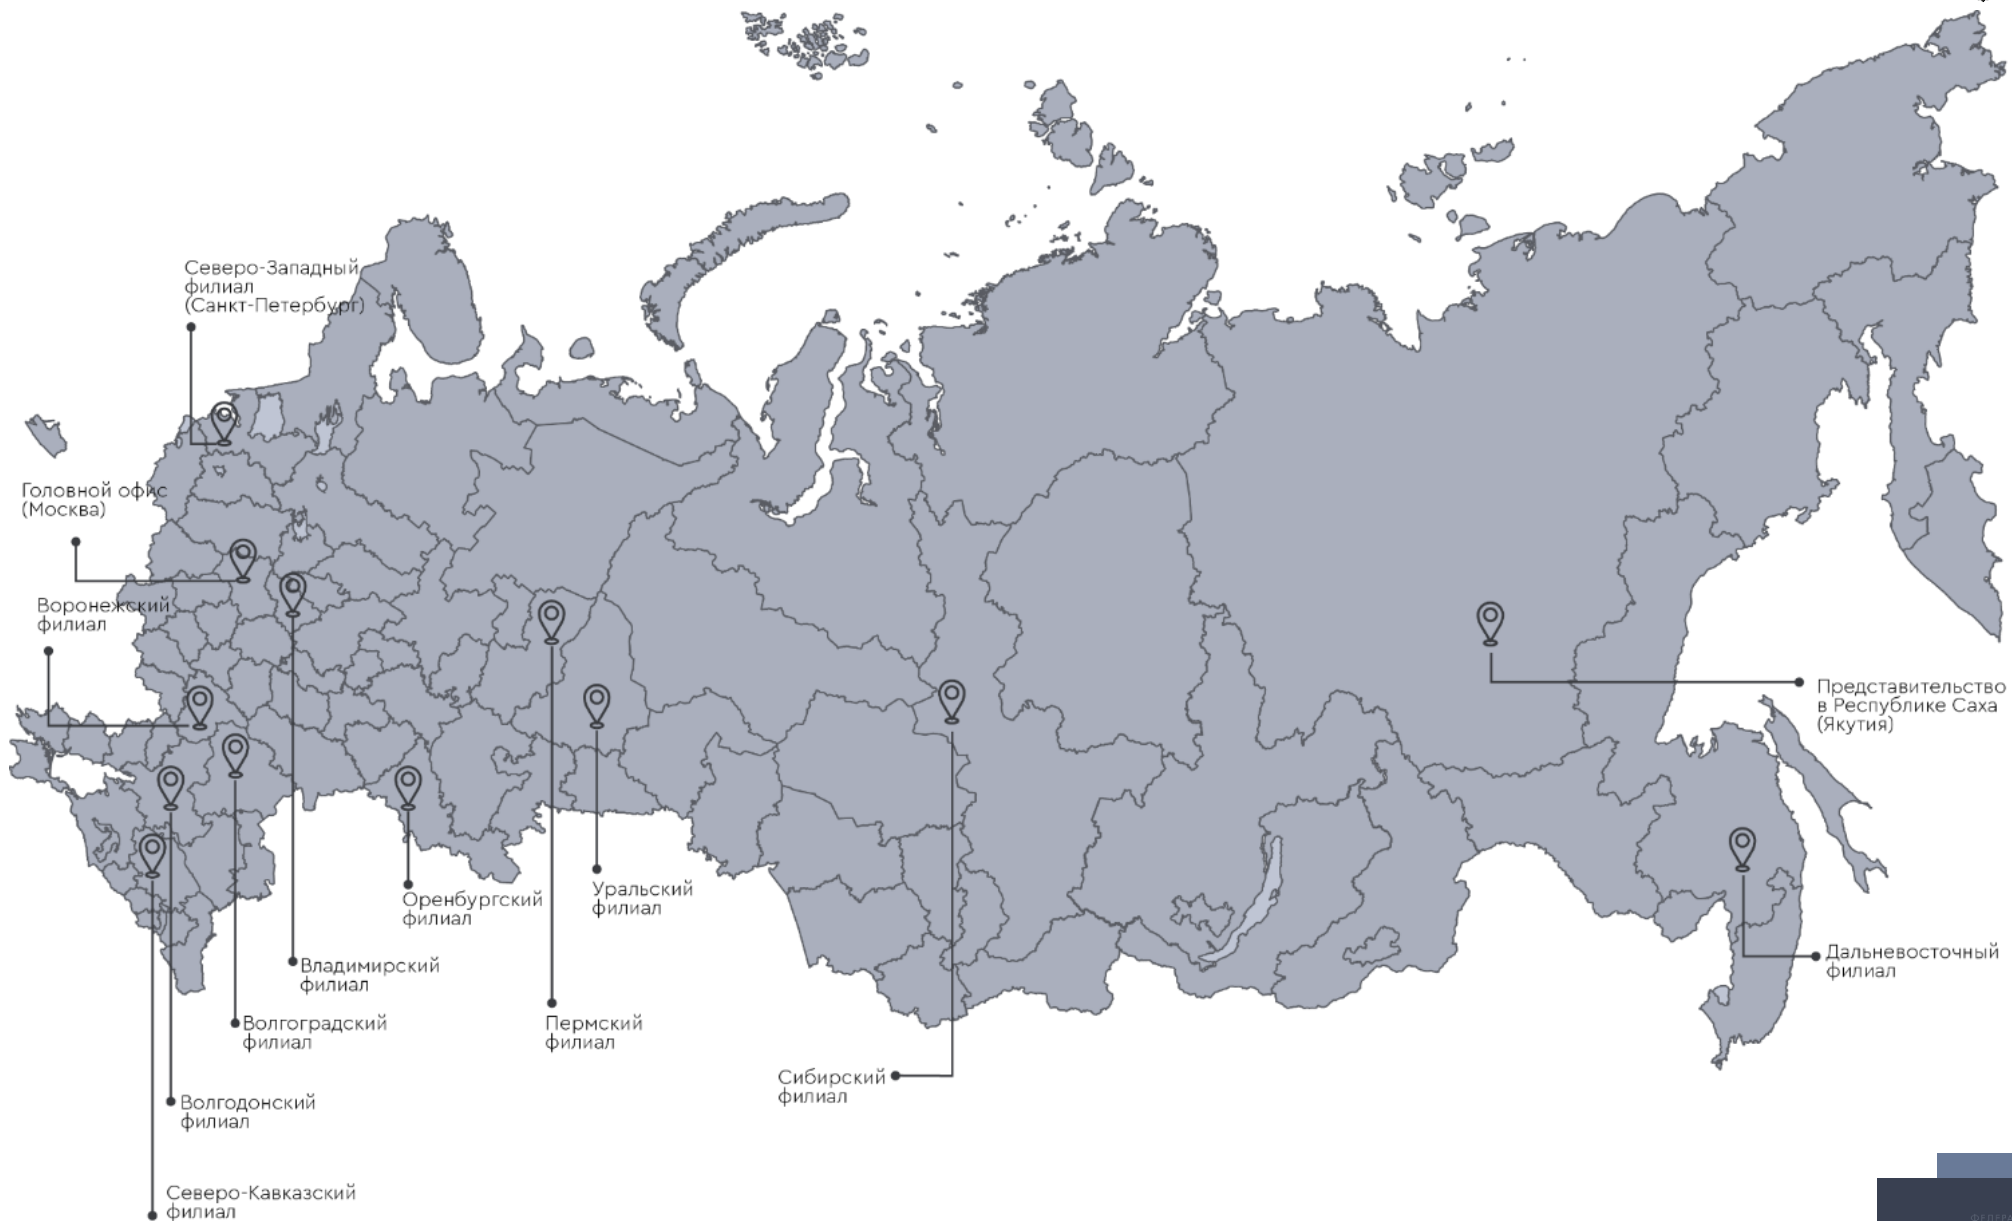 Северо-Западный
филиал
(Санкт-Петербург)
Головной офис
(Москва)
Воронежский
филиал
Представительство
в Республике Саха
(Якутия)
Оренбургский
филиал
Уральский
филиал
Владимирский
филиал
Дальневосточный
филиал
Волгоградский
филиал
Пермский
филиал
Сибирский
филиал
Волгодонский
филиал
Северо-Кавказский
филиал